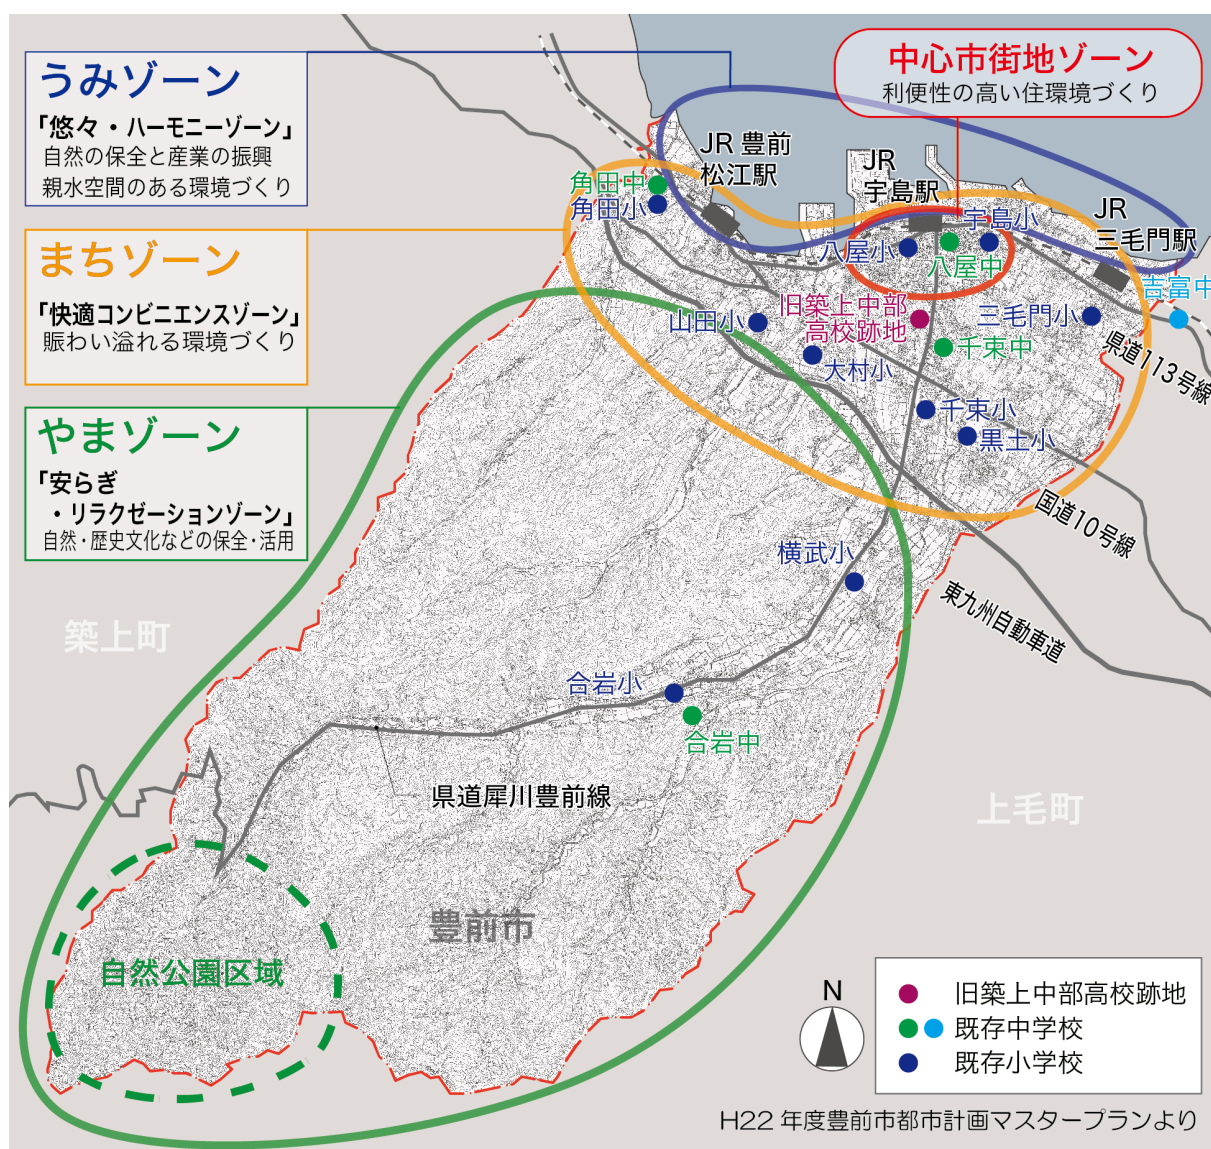 うみゾーン
「悠々・ハーモニーゾーン」
自然の保全と産業の振興
親水空間のある環境づくり
まちゾーン
「快適コンビニエンスゾーン」
賑わい溢れる環境づくり
やまゾーン
「安らぎ
・リラクゼーションゾーン」
自然・歴史文化などの保全・活用
中心市街地ゾーン
利便性の高い住環境づくり
JR 豊前
松江駅
JR
宇島駅
JR
三毛門駅
角田中
角田小
宇島小
八屋小
八屋中
吉富中
旧築上中部
高校跡地
山田小
三毛門小
千束中
大村小
県道113号線
千束小
黒土小
国道10号線
横武小
東九州自動車道
築上町
合岩小
合岩中
県道犀川豊前線
上毛町
豊前市
自然公園区域
N
旧築上中部高校跡地
既存中学校
既存小学校
H22 年度豊前市都市計画マスタープランより